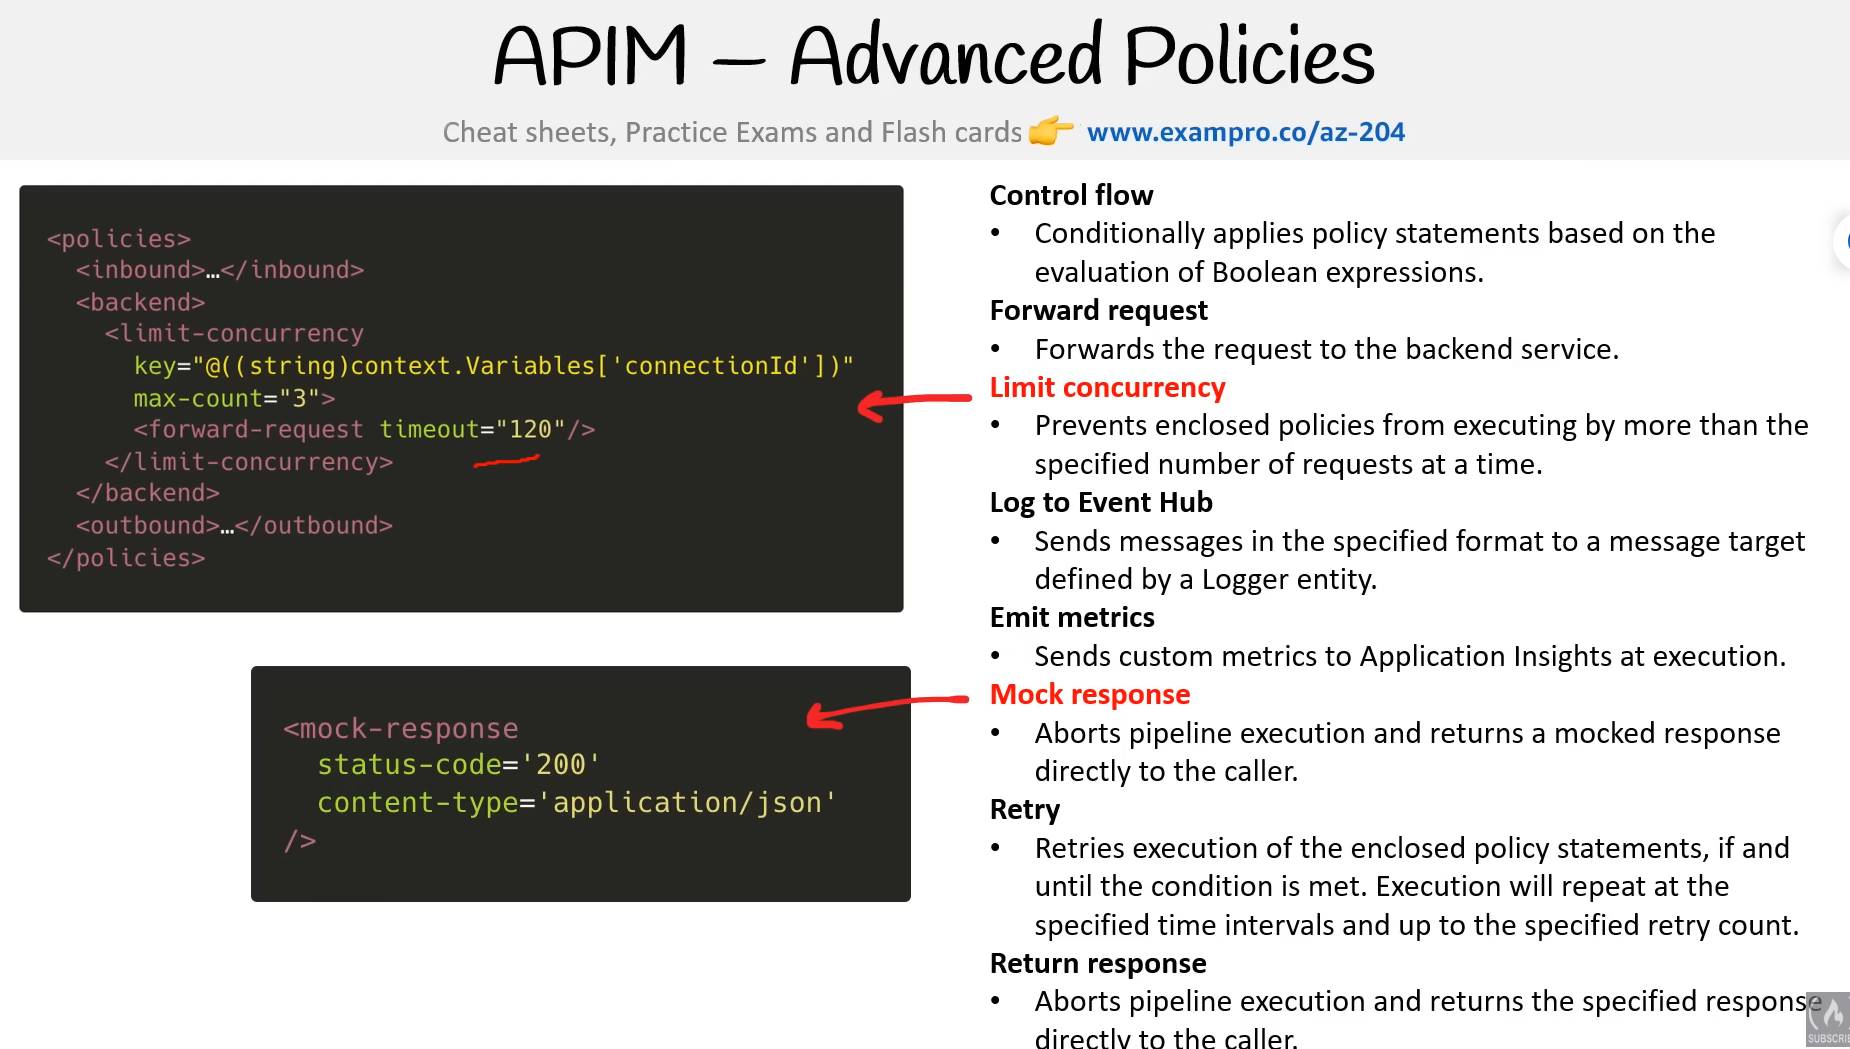 APIM – Advanced Policies
Cheat sheets, Practice Exams and Flash cards 👉 www.exampro.co/az-204
<policies>
<inbound>…</inbound>
<backend>
<limit-concurrency
key="@((string)context.Variables['connectionId'])"
max-count="3">
<forward-request timeout="120"/>
</limit-concurrency>
</backend>
<outbound>…</outbound>
</policies>
<mock-response
status-code='200'
content-type='application/json'
/>
Control flow
• Conditionally applies policy statements based on the
evaluation of Boolean expressions.
Forward request
• Forwards the request to the backend service.
Limit concurrency
• Prevents enclosed policies from executing by more than the
specified number of requests at a time.
Log to Event Hub
• Sends messages in the specified format to a message target
defined by a Logger entity.
Emit metrics
• Sends custom metrics to Application Insights at execution.
Mock response
• Aborts pipeline execution and returns a mocked response
directly to the caller.
Retry
• Retries execution of the enclosed policy statements, if and
until the condition is met. Execution will repeat at the
specified time intervals and up to the specified retry count.
Return response
• Aborts pipeline execution and returns the specified response
directly to the caller.
SUBSCRIBE